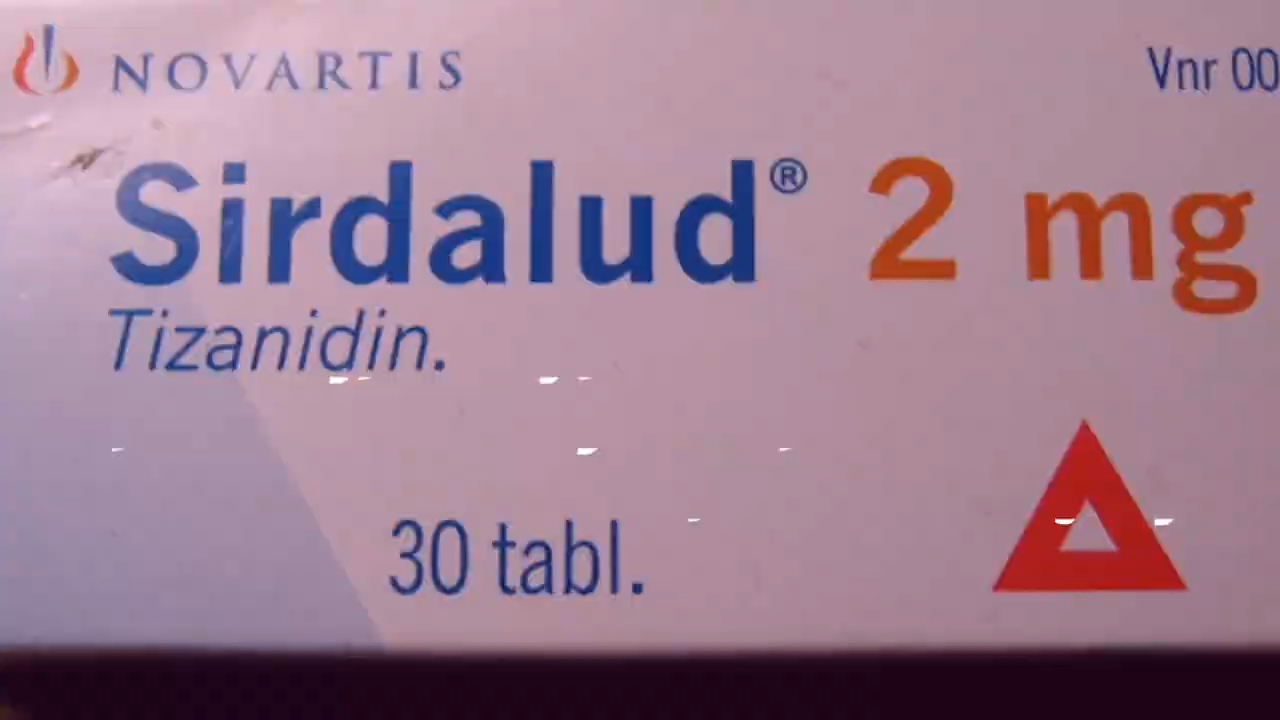 NOVARTIS
Vnr 00
Sirdalud® 2 mg
Tizanidin.
30 tabl.